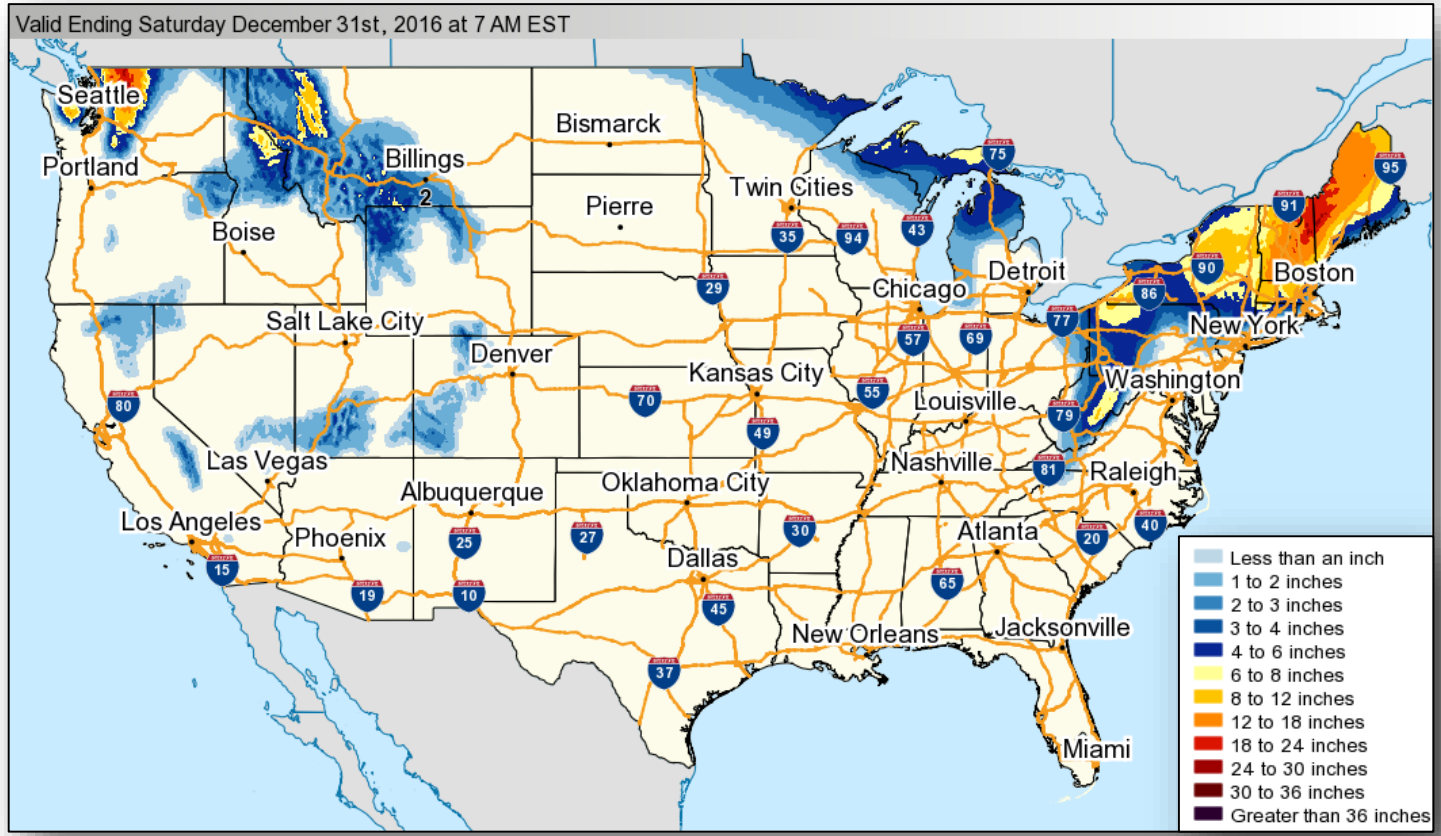 Valid Ending Saturday December 31st, 2016 at 7 AM EST
Seattle
Portland
Boise
Billings
2
Bismarck
Pierre
Twin Cities
35
94
43
75
95
91
90
86
Boston
Detroit
Chicago
29
77
57
69
New York
Salt Lake City
Denver
Kansas City
Washington
80
70
55
Louisville
79
49
Las Vegas
Nashville
81
Raleigh
Albuquerque
Oklahoma City
Los Angeles
Phoenix
25
27
30
Atlanta
20
40
15
19
10
Dallas
45
65
New Orleans
Jacksonville
37
Miami
Less than an inch
1 to 2 inches
2 to 3 inches
3 to 4 inches
4 to 6 inches
6 to 8 inches
8 to 12 inches
12 to 18 inches
18 to 24 inches
24 to 30 inches
30 to 36 inches
Greater than 36 inches